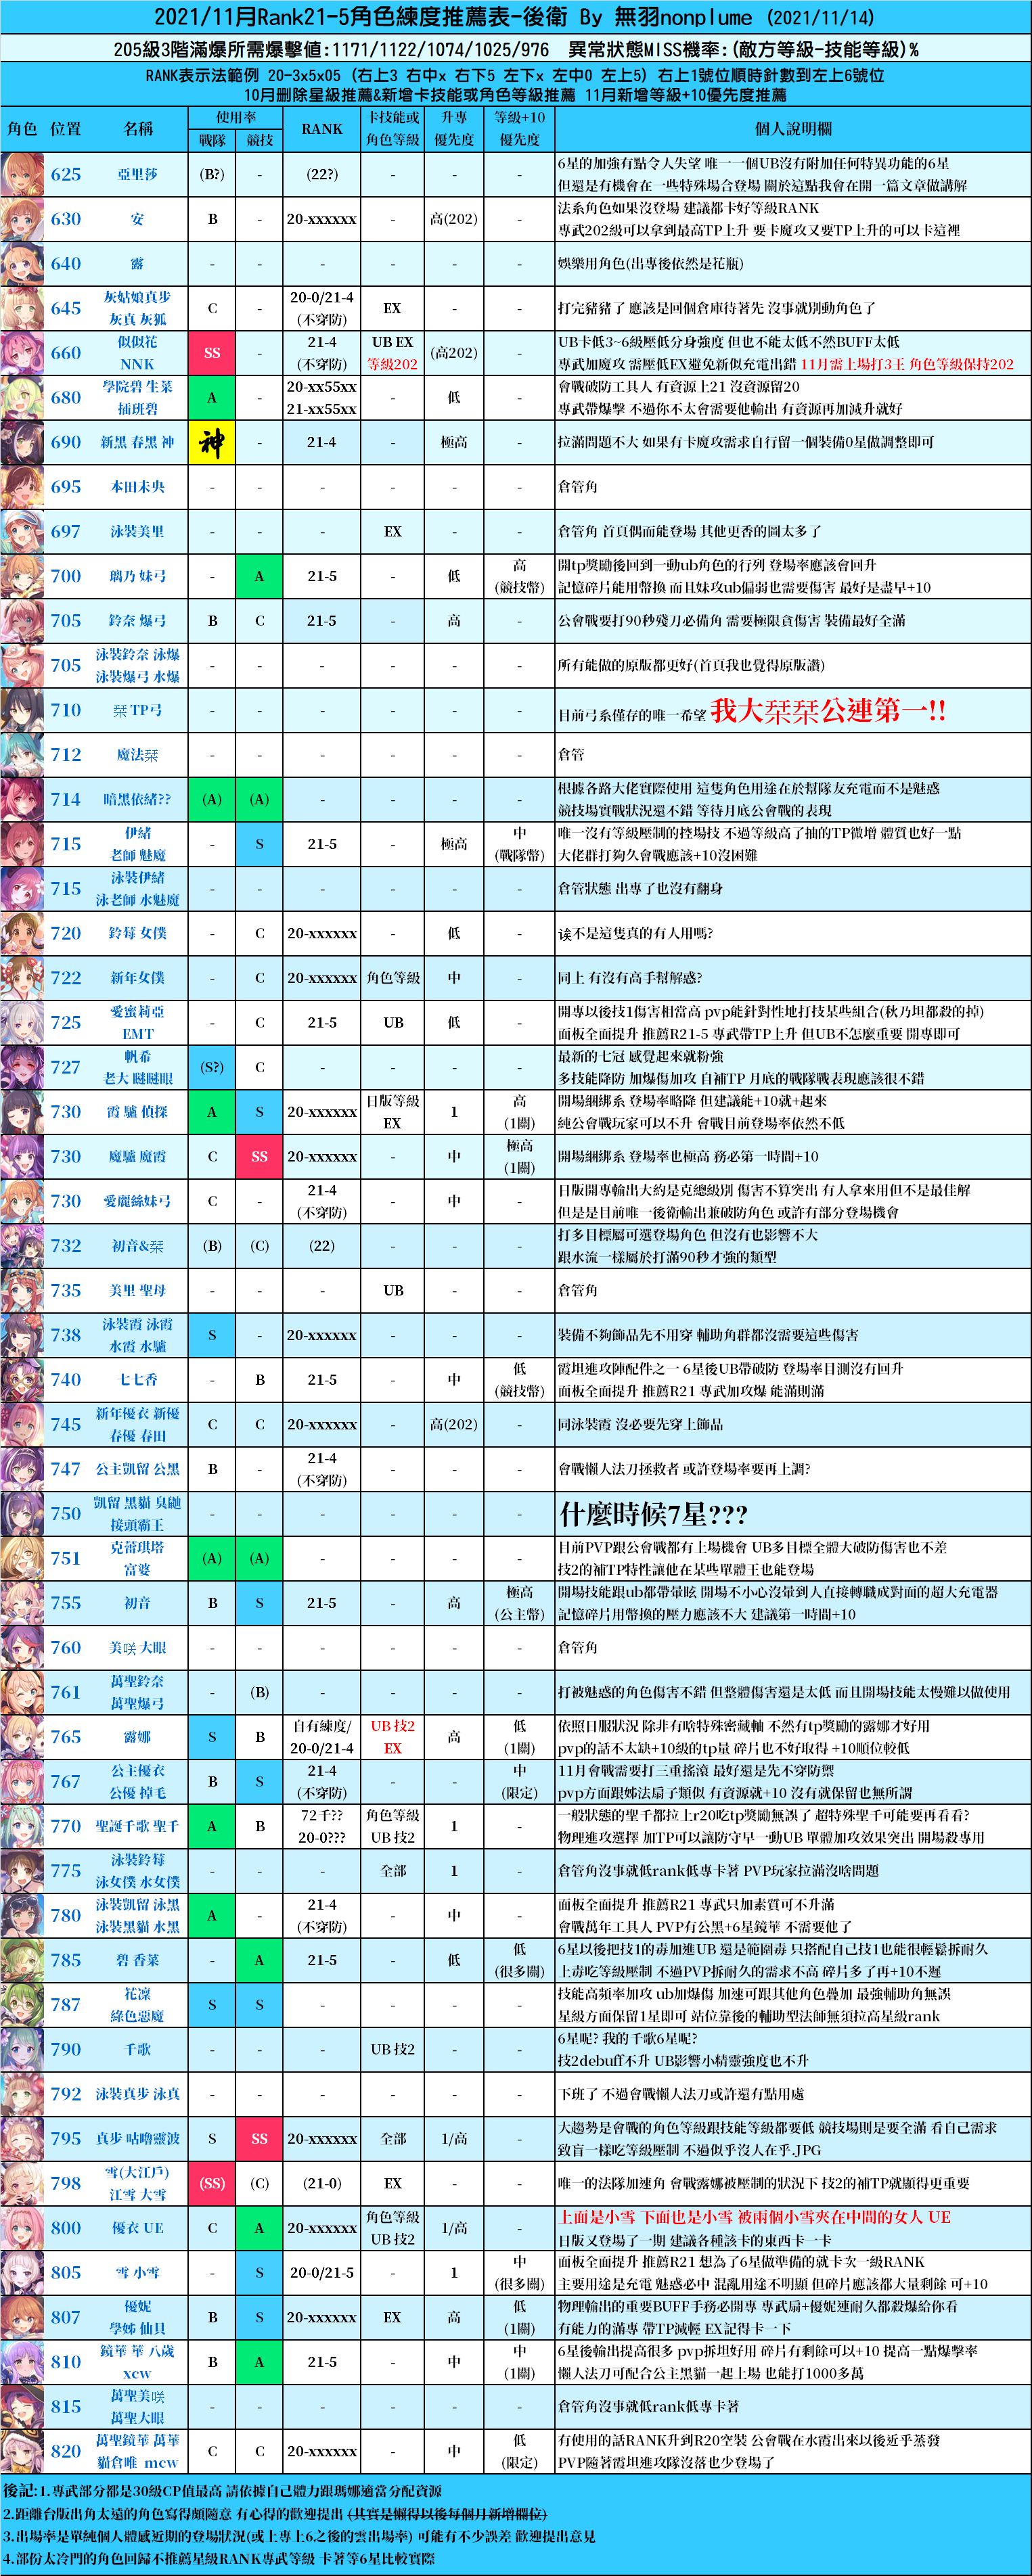 2021/11月Rank21-5角色練度推薦表-後衛 By 無羽nonplume (2021/11/14)
205級3階滿爆所需爆擊值:1171/1122/1074/1025/976 異常狀態MISS機率:(敵方等級-技能等級)%
RANK表示法範例 20-3x5x05 (右上3 右中x 右下5 左下x 左中0 左上5) 右上1號位順時針數到左上6號位
10月刪除星級推薦&新增卡技能或角色等級推薦 11月新增等級+10優先度推薦
角色 位置 名稱 使用率 戰隊 競技 RANK 卡技能或角色等級 升專優先度 等級+10優先度 個人說明欄
625 亞里莎 (B?) - (22?) - - - 6星的加強有點令人失望 唯一一個UB沒有附加任何特異功能的6星
但還是有機會在一些特殊場合登場 關於這點我會在開一篇文章做講解
630 安 B - 20-xxxxxx - 高(202) - 法系角色如果沒登場 建議都卡好等級RANK
專武202級可以拿到最高TP上升 要卡魔攻又要TP上升的可以卡這裡
640 露 - - - - - - 娛樂用角色(出專後依然是花瓶)
645 灰姑娘真步 灰真 灰狐 C - 20-0/21-4 (不穿防) EX - - 打完豬豬了 應該是回個倉庫待著先 沒事就別動角色了
660 似似花 NNK SS - 21-4 (不穿防) UB EX 等級202 (高202) - UB卡低3~6級壓低分身強度 但也不能太低不然BUFF太低
專武加魔攻 需壓低EX避免新似充電出錯 11月需上場打3王 角色等級保持202
680 學院碧 生菜 插班碧 A - 20-xx55xx 21-xx55xx - 低 - 會戰破防工具人 有資源上21 沒資源留20
專武帶爆擊 不過你不太會需要他輸出 有資源再加減升就好
690 新黑 春黑 神 神 - 21-4 - 極高 - 拉滿問題不大 如果有卡魔攻需求自行留一個裝備0星做調整即可
695 本田未央 - - - - - - 倉管角
697 泳裝美里 - - - EX - - 倉管角 首頁偶而能登場 其他更香的圖太多了
700 璃乃 妹弓 - A 21-5 - 低 高 (競技幣) 開tp獎勵後回到一動ub角色的行列 登場率應該會回升
記憶碎片能用幣換 而且妹攻ub偏弱也需要傷害 最好是盡早+10
705 鈴奈 爆弓 B C 21-5 - 高 - 公會戰要打90秒殘刀必備角 需要極限貪傷害 裝備最好全滿
705 泳裝鈴奈 泳爆 泳裝爆弓 水爆 - - - - - - 所有能做的原版都更好(首頁我也覺得原版讚)
710 栞 TP弓 - - - - - - 目前弓系僅存的唯一希望 我大栞栞公連第一!!
712 魔法栞 - - - - - - 倉管
714 暗黑依緒?? (A) (A) - - - - 根據各路大佬實際使用 這隻角色用途在於幫隊友充電而不是魅惑
競技場實戰狀況還不錯 等待月底公會戰的表現
715 伊緒 老師 魅魔 - S 21-5 - 極高 中 (戰隊幣) 唯一沒有等級壓制的控場技 不過等級高了抽的TP微增 體質也好一點
大佬群打夠久會戰應該+10沒困難
715 泳裝伊緒 泳老師 水魅魔 - - - - - - 倉管狀態 出專了也沒有翻身
720 鈴莓 女僕 - C 20-xxxxxx - 低 - 诶不是這隻真的有人用嗎?
722 新年女僕 - C 20-xxxxxx 角色等級 中 - 同上 有沒有高手幫解惑?
725 愛蜜莉亞 EMT - C 21-5 UB 低 - 開專以後技1傷害相當高 pvp能針對性地打技某些組合(秋乃坦都殺的掉)
面板全面提升 推薦R21-5 專武帶TP上升 但UB不怎麼重要 開專即可
727 帆希 老大 瞇瞇眼 (S?) C - - - - 最新的七冠 感覺起來就粉強
多技能降防 加爆傷加攻 自補TP 月底的戰隊戰表現應該很不錯
730 霞 驢 偵探 A S 20-xxxxxx 日版等級 EX 1 高 (1關) 開場綑綁系 登場率略降 但建議能+10就+起來
純公會戰玩家可以不升 會戰目前登場率依然不低
730 魔驢 魔霞 C SS 20-xxxxxx - 中 極高 (1關) 開場綑綁系 登場率也極高 務必第一時間+10
730 愛麗絲妹弓 C - 21-4 (不穿防) - 中 - 日版開專輸出大約是克總級別 傷害不算突出 有人拿來用但不是最佳解
但是是目前唯一後衛輸出兼破防角色 或許有部分登場機會
732 初音&栞 (B) (C) (22) - - - 打多目標屬可選登場角色 但沒有也影響不大
跟水流一樣屬於打滿90秒才強的類型
735 美里 聖母 - - - UB - - 倉管角
738 泳裝霞 泳霞 水霞 水驢 S - 20-xxxxxx - - - 裝備不夠飾品先不用穿 輔助角群都沒需要這些傷害
740 七七香 - B 21-5 - 中 低 (競技幣) 霞坦進攻陣配件之一 6星後UB帶破防 登場率目測沒有回升
面板全面提升 推薦R21 專武加攻爆 能滿則滿
745 新年優衣 新優 春優 春田 C C 20-xxxxxx - 高(202) - 同泳裝霞 沒必要先穿上飾品
747 公主凱留 公黑 B - 21-4 (不穿防) - - - 會戰懶人法刀拯救者 或許登場率要再上調?
750 凱留 黑貓 臭鼬 接頭霸王 - - - - - - 什麼時候7星???
751 克蕾琪塔 富婆 (A) (A) - - - - 目前PVP跟公會戰都有上場機會 UB多目標全體大破防傷害也不差
技2的補TP特性讓他在某些單體王也能登場
755 初音 B S 21-5 - 高 極高 (公主幣) 開場技能跟ub都帶暈眩 開場不小心沒暈到人直接轉職成對面的超大充電器
記憶碎片用幣換的壓力應該不大 建議第一時間+10
760 美咲 大眼 - - - - - - 倉管角
761 萬聖鈴奈 萬聖爆弓 - (B) - - - - 打被魅惑的角色傷害不錯 但整體傷害還是太低 而且開場技能太慢難以做使用
765 露娜 S B 自有練度/ 20-0/21-4 UB 技2 EX 高 低 (1關) 依照日服狀況 除非有啥特殊密藏軸 不然有tp獎勵的露娜才好用
pvp的話不太缺+10級的tp量 碎片也不好取得 +10順位較低
767 公主優衣 公優 掉毛 B S 21-4 (不穿防) - - 中 (限定) 11月會戰需要打三重搖滾 最好還是先不穿防禦
pvp方面跟姊法扇子類似 有資源就+10 沒有就保留也無所謂
770 聖誕千歌 聖千 A B 72千?? 20-0??? 角色等級 UB 技2 1 - 一般狀態的聖千都拉上r20吃tp獎勵無誤了 超特殊聖千可能要再看看?
物理進攻選擇 加TP可以讓防守早一動UB 單體加攻效果突出 開場殺專用
775 泳裝鈴莓 泳女僕 水女僕 - - - 全部 1 - 倉管角沒事就低rank低專卡著 PVP玩家拉滿沒啥問題
780 泳裝凱留 泳黑 泳裝黑貓 水黑 A - 21-4 (不穿防) - 中 - 面板全面提升 推薦R21 專武只加素質可不升滿
會戰萬年工具人 PVP有公黑+6星鏡華 不需要他了
785 碧 香菜 - A 21-5 - 低 低 (很多關) 6星以後把技1的毒加進UB 還是範圍毒 只搭配自己技1也能很輕鬆拆耐久
上毒吃等級壓制 不過PVP拆耐久的需求不高 碎片多了再+10不遲
787 花凜 綠色惡魔 S S - - - - 技能高頻率加攻 ub加爆傷 加速可跟其他角色疊加 最強輔助角無誤
星級方面保留1星即可 站位靠後的輔助型法師無須拉高星級rank
790 千歌 - - - UB 技2 - - 6星呢? 我的千歌6星呢?
技2debuff不升 UB影響小精靈強度也不升
792 泳裝真步 泳真 - - - - - - 下班了 不過會戰懶人法刀或許還有點用處
795 真步 咕嚕靈波 S SS 20-xxxxxx 全部 1/高 - 大趨勢是會戰的角色等級跟技能等級都要低 競技場則是要全滿 看自己需求
致盲一樣吃等級壓制 不過似乎沒人在乎.JPG
798 雪(大江戶) 江雪 大雪 (SS) (C) (21-0) EX - - 唯一的法隊加速角 會戰露娜被壓制的狀況下 技2的補TP就顯得更重要
800 優衣 UE C A 20-xxxxxx 角色等級 UB 技2 1/高 - 上面是小雪 下面也是小雪 被兩個小雪夾在中間的女人 UE
日版又登場了一期 建議各種該卡的東西卡一卡
805 雪 小雪 - S 20-0/21-5 - 1 中 (很多關) 面板全面提升 推薦R21 想為了6星做準備的就卡次一級RANK
主要用途是充電 魅惑必中 混亂用途不明顯 但碎片應該都大量剩餘 可+10
807 優妮 學姊 仙貝 B S 20-xxxxxx EX 高 低 (1關) 物理輸出的重要BUFF手務必開專 專武扇+優妮連耐久都殺爆給你看
有能力的滿專 帶TP減輕 EX記得卡一下
810 鏡華 華 八歲 xcw B A 21-5 - 中 中 (1關) 6星後輸出提高很多 pvp拆坦好用 碎片有剩餘可以+10 提高一點爆擊率
懶人法刀可配合公主黑貓一起上場 也能打1000多萬
815 萬聖美咲 萬聖大眼 - - - - - - 倉管角沒事就低rank低專卡著
820 萬聖鏡華 萬華 貓倉唯 mcw C C 20-xxxxxx - 中 低 (限定) 有使用的話RANK升到R20空裝 公會戰在水霞出來以後近乎蒸發
PVP隨著霞坦進攻隊沒落也少登場了
後記:1.專武部分都是30級CP值最高 請依據自己體力跟瑪娜適當分配資源
2.距離台版出角太遠的角色寫得頗隨意 有心得的歡迎提出 (其實是懶得以後每個月新增欄位)
3.出場率是單純個人體感近期的登場狀況(或上專上6之後的雲出場率) 可能有不少誤差 歡迎提出意見
4.部份太冷門的角色回歸不推薦星級RANK專武等級 卡著等6星比較實際